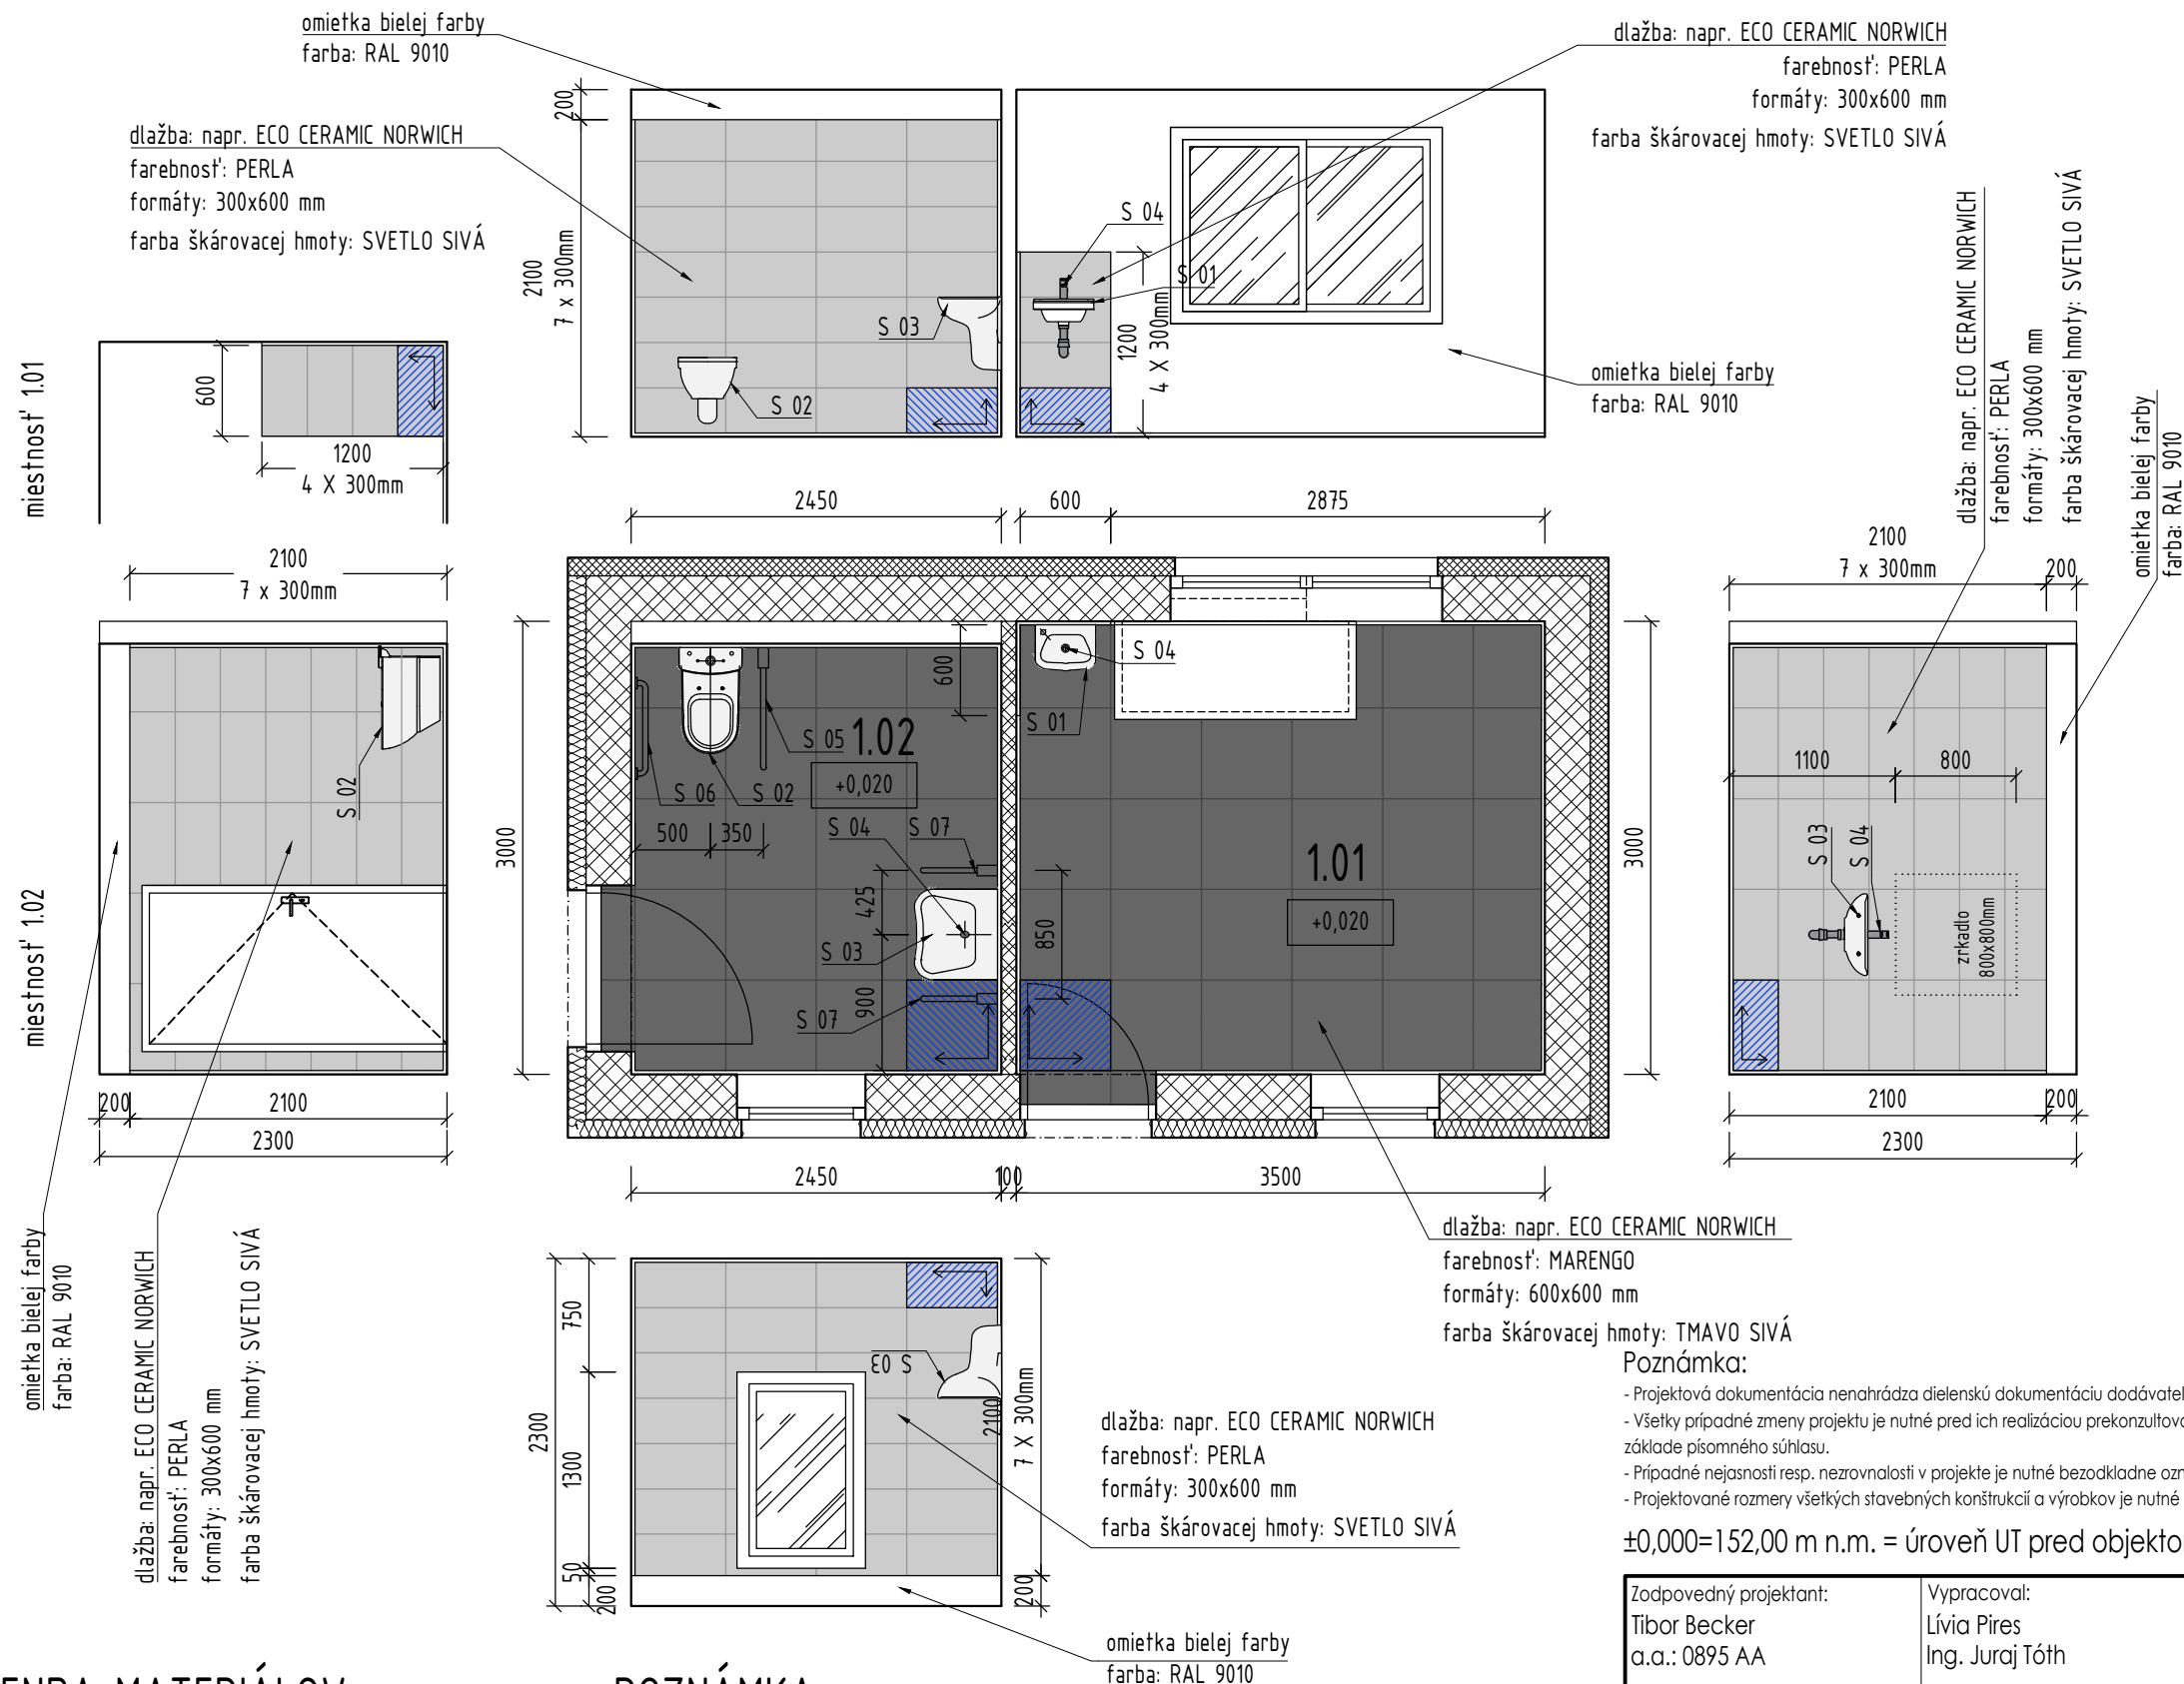 omietka bielej farby
farba: RAL 9010
dlažba: napr. ECO CERAMIC NORWICH
farebnosť: PERLA
formáty: 300x600 mm
farba škárovacej hmoty: SVETLO SIVÁ
dlažba: napr. ECO CERAMIC NORWICH
farebnosť: PERLA
formáty: 300x600 mm
farba škárovacej hmoty: SVETLO SIVÁ
200
2100
7 x 300mm
S 03
S 02
S 04
S 01
1200
4 X 300mm
omietka bielej farby
farba: RAL 9010
dlažba: napr. ECO CERAMIC NORWICH
farebnosť: PERLA
formáty: 300x600 mm
farba škárovacej hmoty: SVETLO SIVÁ
omietka bielej farby
farba: RAL 9010
miestnosť 1.01
600
1200
4 X 300mm
2100
7 x 300mm
2450
600
2875
2100
7 x 300mm
200
miestnosť 1.02
S 02
200
2100
2300
3000
S 05
1.02
+0,020
S 06
S 02
500
350
S 04
S 07
425
S 03
900
S 07
600
S 04
S 01
1.01
+0,020
850
3000
1100
800
S 03
S 04
zrkadlo
800x800mm
2100
200
2300
2450
100
3500
omietka bielej farby
farba: RAL 9010
dlažba: napr. ECO CERAMIC NORWICH
farebnosť: PERLA
formáty: 300x600 mm
farba škárovacej hmoty: SVETLO SIVÁ
dlažba: napr. ECO CERAMIC NORWICH
farebnosť: MARENGO
formáty: 600x600 mm
farba škárovacej hmoty: TMAVO SIVÁ
2300
750
1300
50
200
S 03
2100
7 X 300mm
200
dlažba: napr. ECO CERAMIC NORWICH
farebnosť: PERLA
formáty: 300x600 mm
farba škárovacej hmoty: SVETLO SIVÁ
omietka bielej farby
farba: RAL 9010
Poznámka:
- Projektová dokumentácia nenahrádza dielenskú dokumentáciu dodávateľ
- Všetky prípadné zmeny projektu je nutné pred ich realizáciou prekonzultova
základe písomného súhlasu.
- Prípadné nejasnosti resp. nezrovnalosti v projekte je nutné bezodkladne ozn
- Projektované rozmery všetkých stavebných konštrukcií a výrobkov je nutné
±0,000=152,00 m n.m. = úroveň UT pred objekto
Zodpovedný projektant:
Tibor Becker
a.a.: 0895 AA
Vypracoval:
Lívia Pires
Ing. Juraj Tóth
MATERIÁLOV
POZNÁMKA